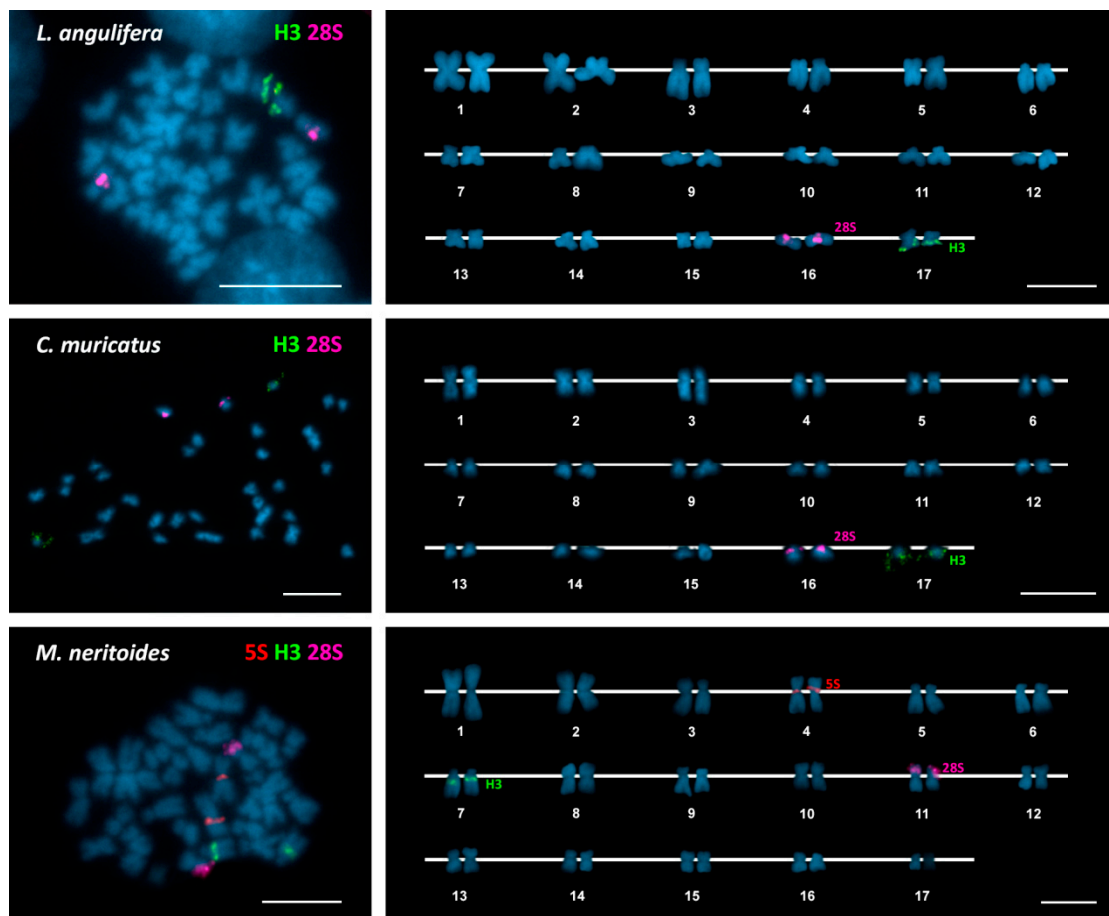 L. angulifera H3 28S
1 2 3 4 5 6
7 8 9 10 11 12
28S
H3
13 14 15 16 17
C. muricatus H3 28S
1 2 3 4 5 6
7 8 9 10 11 12
28S
H3
13 14 15 16 17
M. neritoides 5S H3 28S
5S
1 2 3 4 5 6
28S
H3
7 8 9 10 11 12
13 14 15 16 17